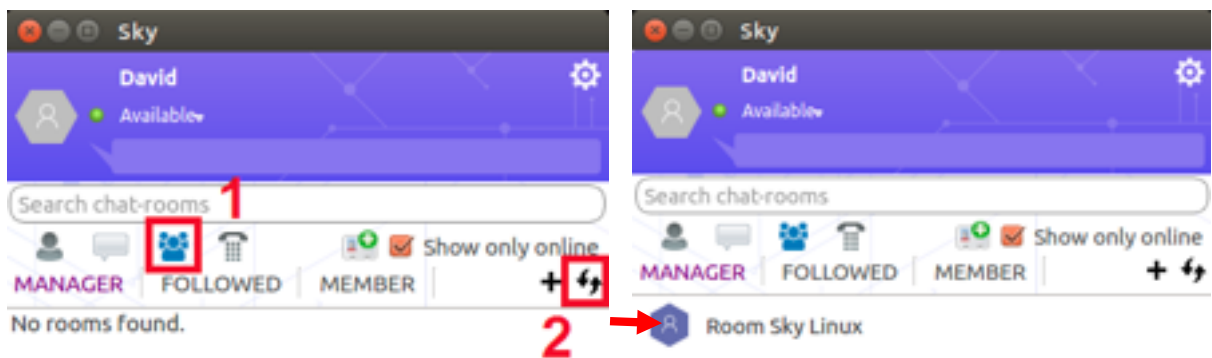 Sky
David
Available
Search chat-rooms
1
Show only online
MANAGER FOLLOWED MEMBER +
No rooms found.
2
Sky
David
Available
Search chat-rooms
Show only online
MANAGER FOLLOWED MEMBER +
Room Sky Linux